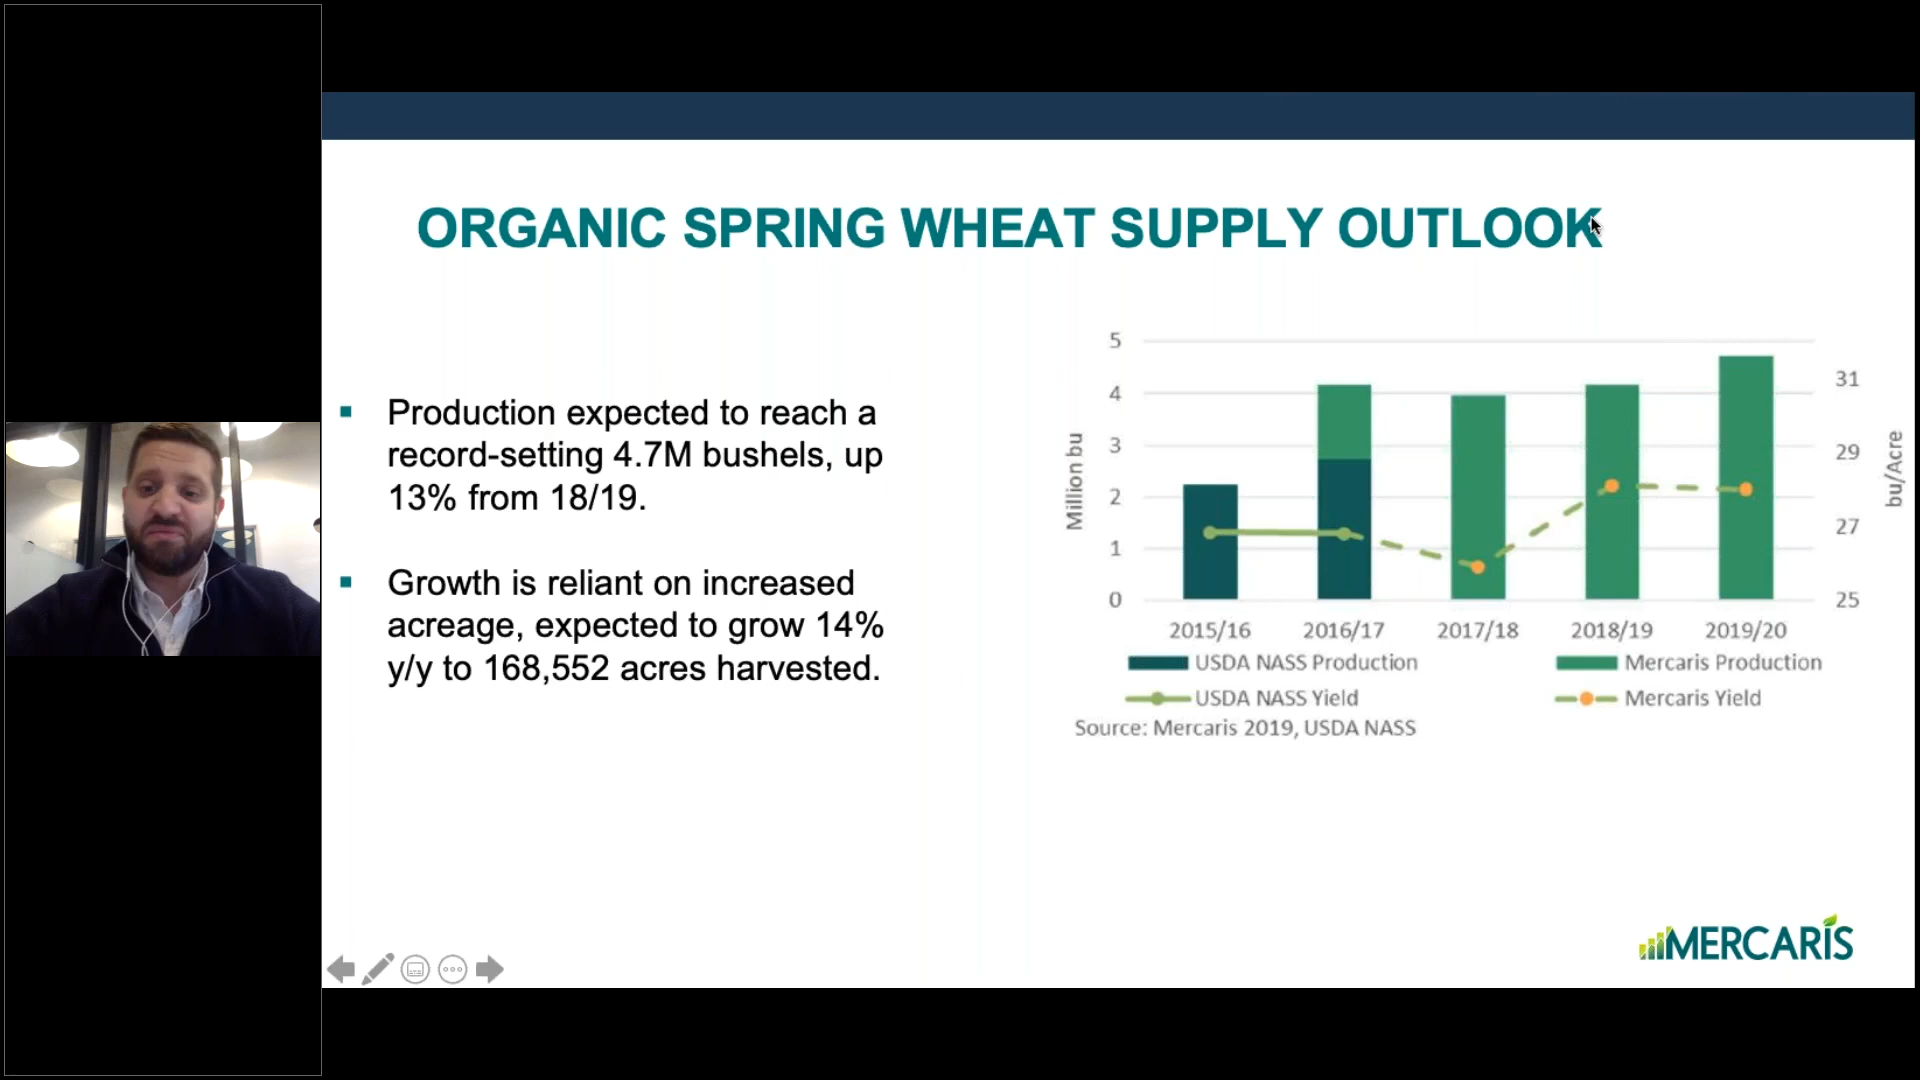 ORGANIC SPRING WHEAT SUPPLY OUTLOOK
Production expected to reach a
record-setting 4.7M bushels, up
13% from 18/19.
Growth is reliant on increased
acreage, expected to grow 14%
y/y to 168,552 acres harvested.
5
4
3
2
1
0
Million bu
31
29
27
25
bu/Acre
2015/16 2016/17 2017/18 2018/19 2019/20
USDA NASS Production Mercaris Production
USDA NASS Yield Mercaris Yield
Source: Mercaris 2019, USDA NASS
MERCARIS